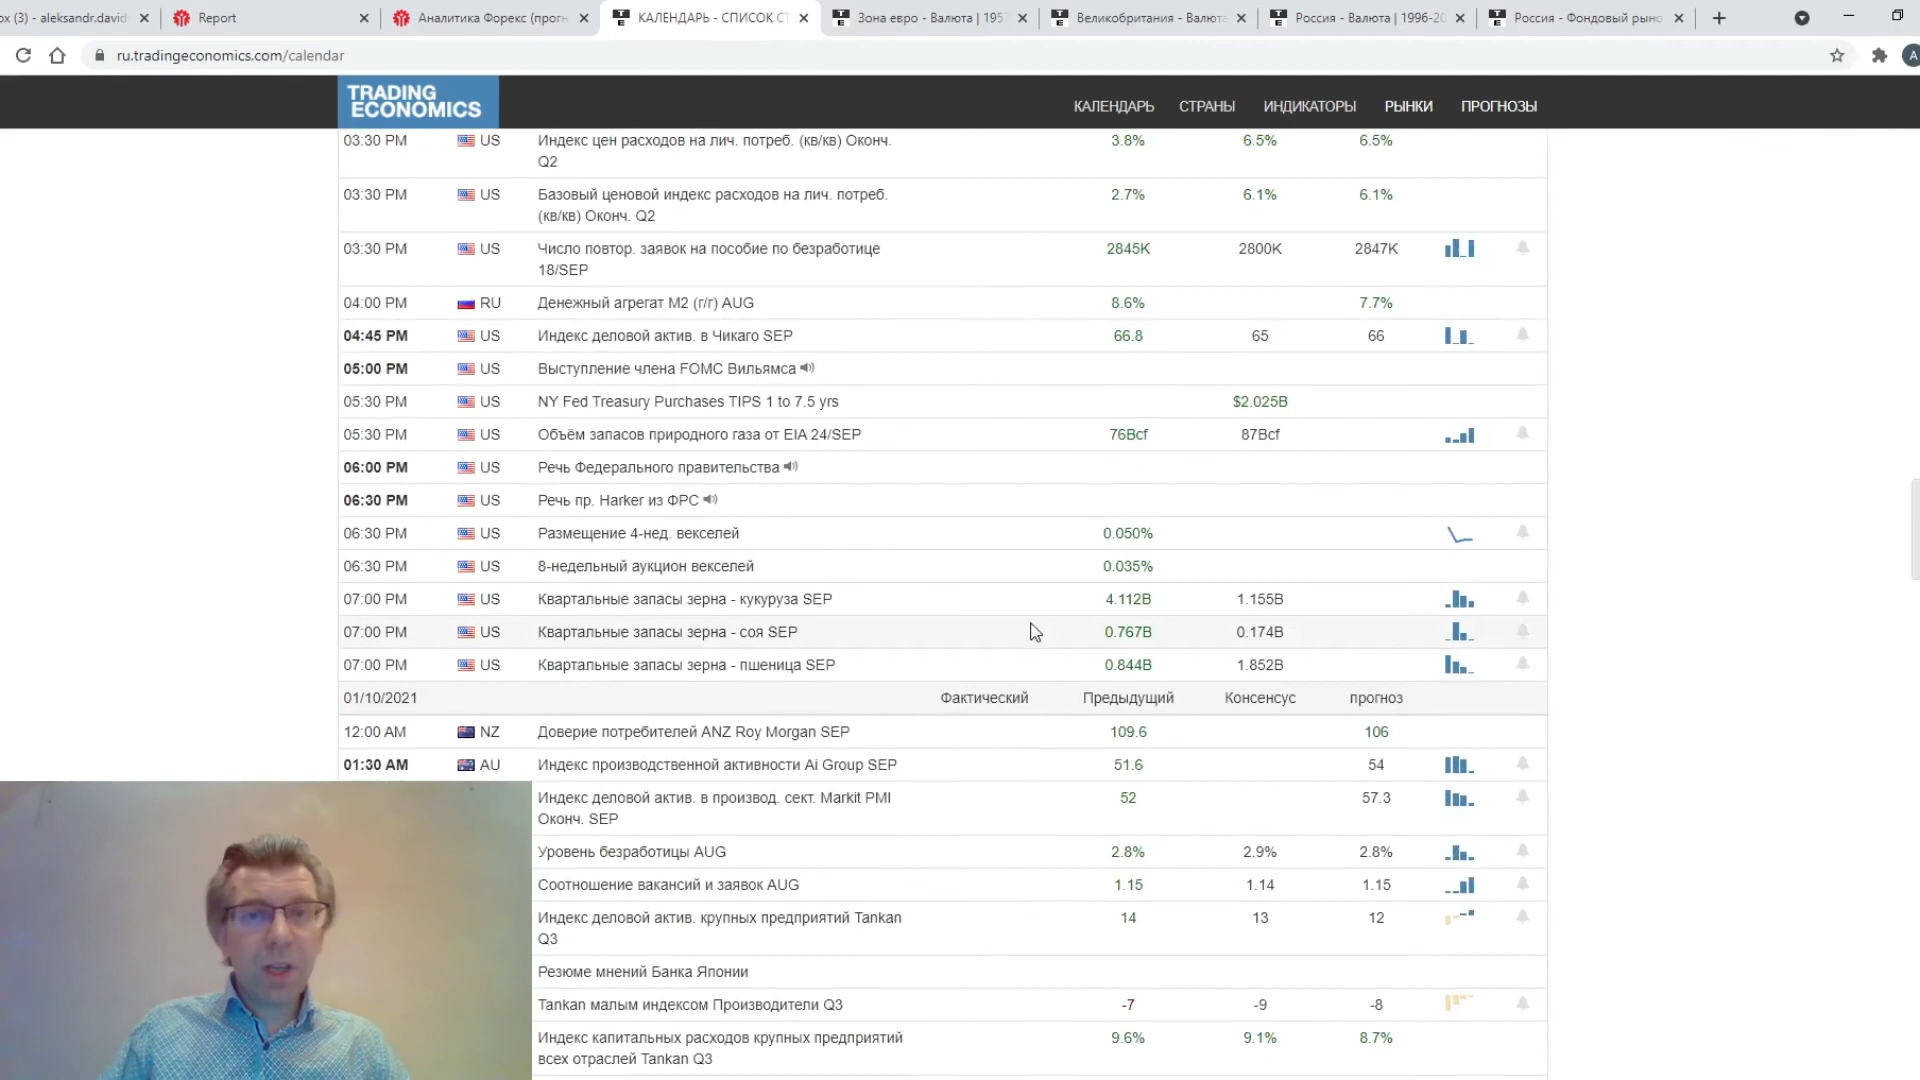 ox (3) - aleksandr.david
Report
Аналитика Форекс (прогн
КАЛЕНДАРЬ - СПИСОК СТ
Зона евро - Валюта | 1957
Великобритания - Валюта
Россия - Валюта | 1996-20
Россия - Фондовый рыно
ru.tradingeconomics.com/calendar
A
TRADING
ECONOMICS
КАЛЕНДАРЬ СТРАНЫ ИНДИКАТОРЫ РЫНКИ ПРОГНОЗЫ
03:30 PM US Индекс цен расходов на лич. потреб. (кв/кв) Оконч. 3.8% 6.5% 6.5%
Q2
03:30 PM US Базовый ценовой индекс расходов на лич. потреб. 2.7% 6.1% 6.1%
(кв/кв) Оконч. Q2
03:30 PM US Число повтор. заявок на пособие по безработице 2845K 2800K 2847K
18/SEP
04:00 PM RU Денежный агрегат М2 (г/г) AUG 8.6% 7.7%
04:45 PM US Индекс деловой актив. в Чикаго SEP 66.8 65 66
05:00 PM US Выступление члена FOMC Вильямса
05:30 PM US NY Fed Treasury Purchases TIPS 1 to 7.5 yrs $2.025B
05:30 PM US Объём запасов природного газа от EIA 24/SEP 76Bcf 87Bcf
06:00 PM US Речь Федерального правительства
06:30 PM US Речь пр. Harker из ФРС
06:30 PM US Размещение 4-нед. векселей 0.050%
06:30 PM US 8-недельный аукцион векселей 0.035%
07:00 PM US Квартальные запасы зерна - кукуруза SEP 4.112B 1.155B
07:00 PM US Квартальные запасы зерна - соя SEP 0.767B 0.174B
07:00 PM US Квартальные запасы зерна - пшеница SEP 0.844B 1.852B
01/10/2021 Фактический Предыдущий Консенсус прогноз
12:00 AM NZ Доверие потребителей ANZ Roy Morgan SEP 109.6 106
01:30 AM AU Индекс производственной активности Ai Group SEP 51.6 54
Индекс деловой актив. в производ. сект. Markit PMI 52 57.3
Оконч. SEP
Уровень безработицы AUG 2.8% 2.9% 2.8%
Соотношение вакансий и заявок AUG 1.15 1.14 1.15
Индекс деловой актив. крупных предприятий Tankan 14 13 12
Q3
Резюме мнений Банка Японии
Tankan малым индексом Производители Q3 -7 -9 -8
Индекс капитальных расходов крупных предприятий 9.6% 9.1% 8.7%
всех отраслей Tankan Q3